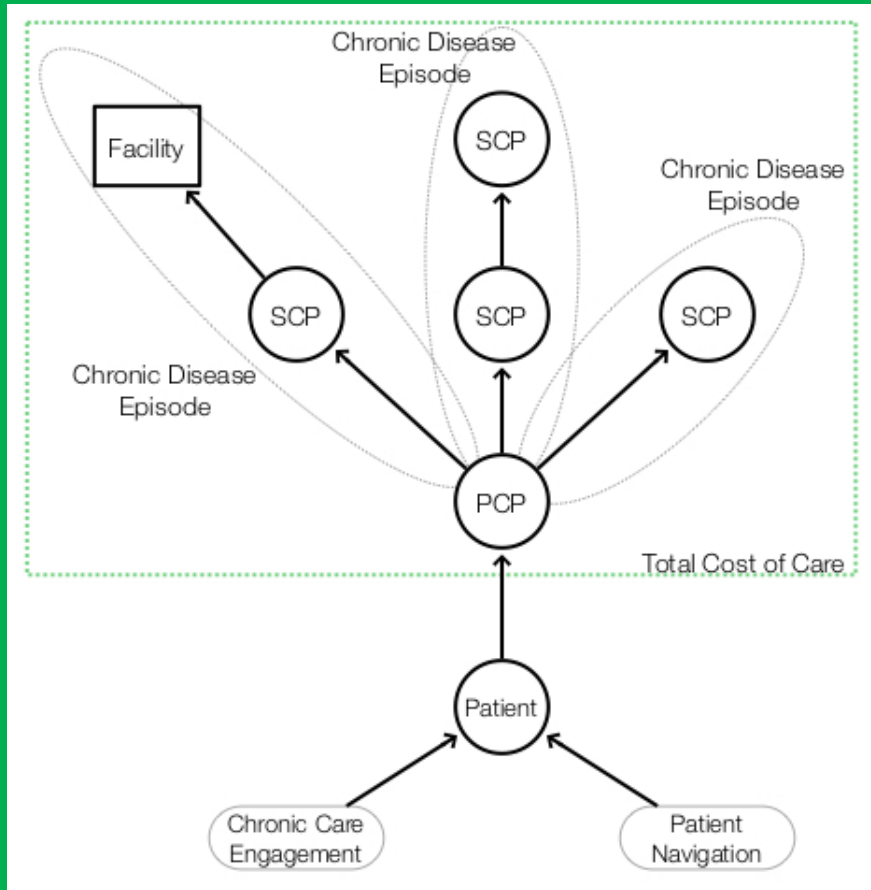 Chronic Disease
Episode
SCP
Facility
Chronic Disease
Episode
SCP
SCP
SCP
Chronic Disease
Episode
PCP
Total Cost of Care
Patient
Chronic Care
Engagement
Patient
Navigation